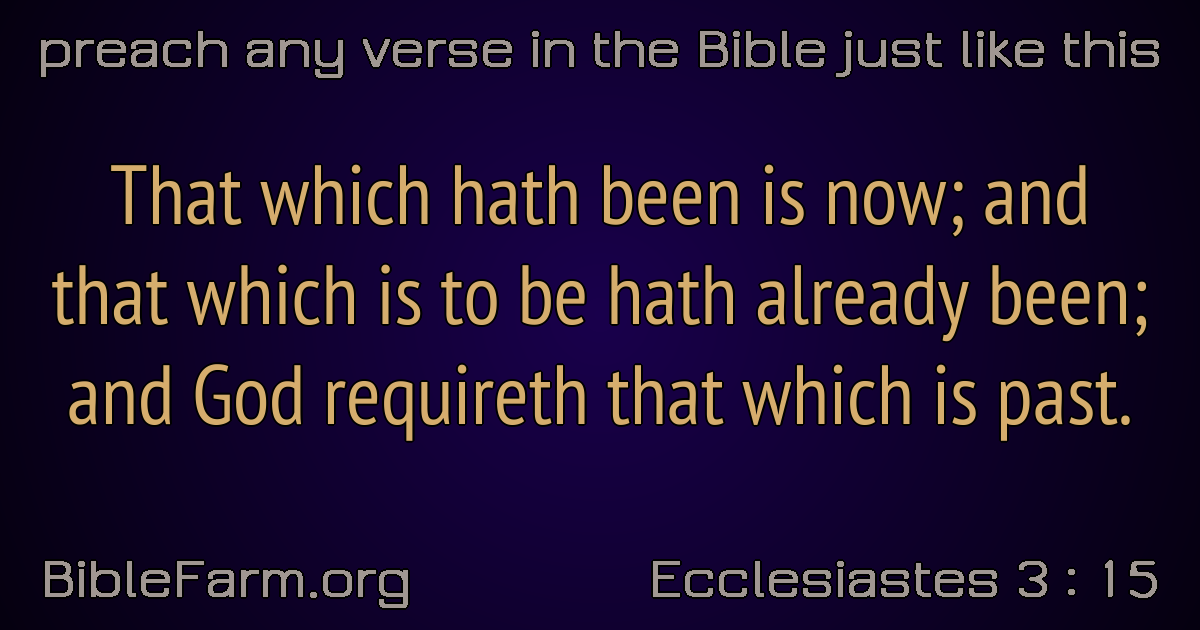 preach any verse in the Bible just like this
That which hath been is now; and
that which is to be hath already been;
and God requireth that which is past.
BibleFarm.org
Ecclesiastes 3 : 15